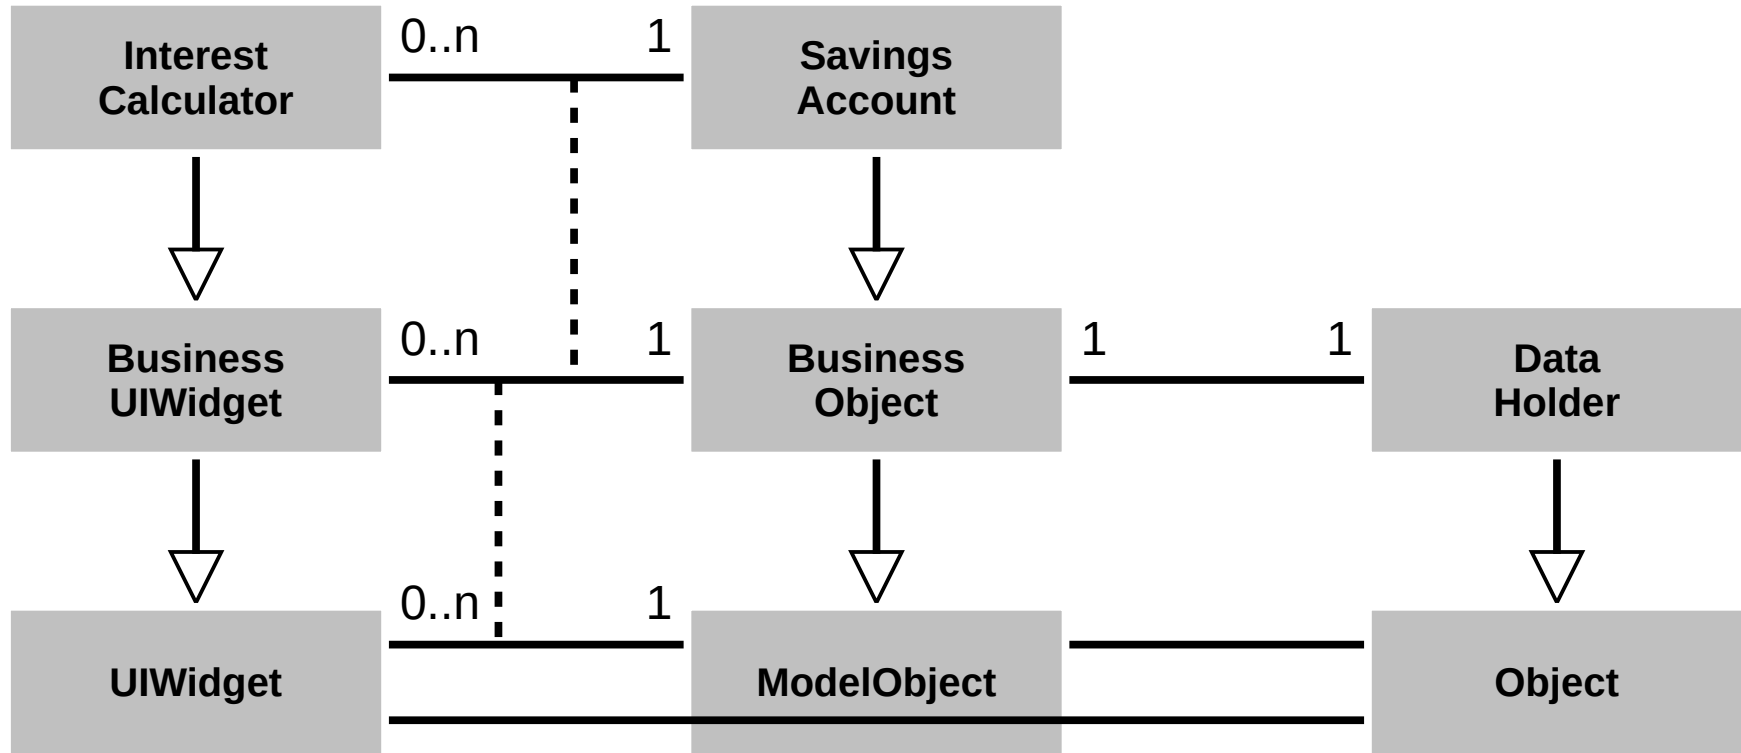 Interest
Calculator
0..n
1
Savings
Account
Business
UIWidget
0..n
1
Business
Object
1
1
Data
Holder
UIWidget
0..n
1
ModelObject
Object